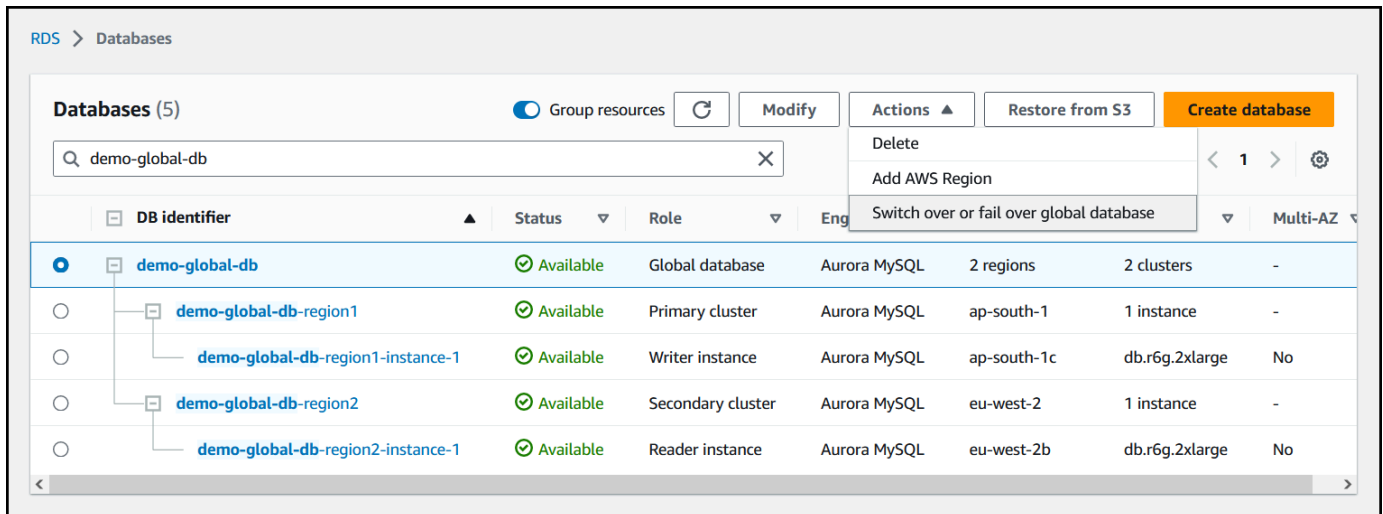 RDS > Databases
Databases (5)
Group resources
Modify
Actions
Restore from S3
Create database
demo-global-db
Delete
Add AWS Region
Switch over or fail over global database
1
DB identifier Status Role Eng Multi-AZ
demo-global-db Available Global database Aurora MySQL 2 regions 2 clusters -
demo-global-db-region1 Available Primary cluster Aurora MySQL ap-south-1 1 instance -
demo-global-db-region1-instance-1 Available Writer instance Aurora MySQL ap-south-1c db.r6g.2xlarge No
demo-global-db-region2 Available Secondary cluster Aurora MySQL eu-west-2 1 instance -
demo-global-db-region2-instance-1 Available Reader instance Aurora MySQL eu-west-2b db.r6g.2xlarge No